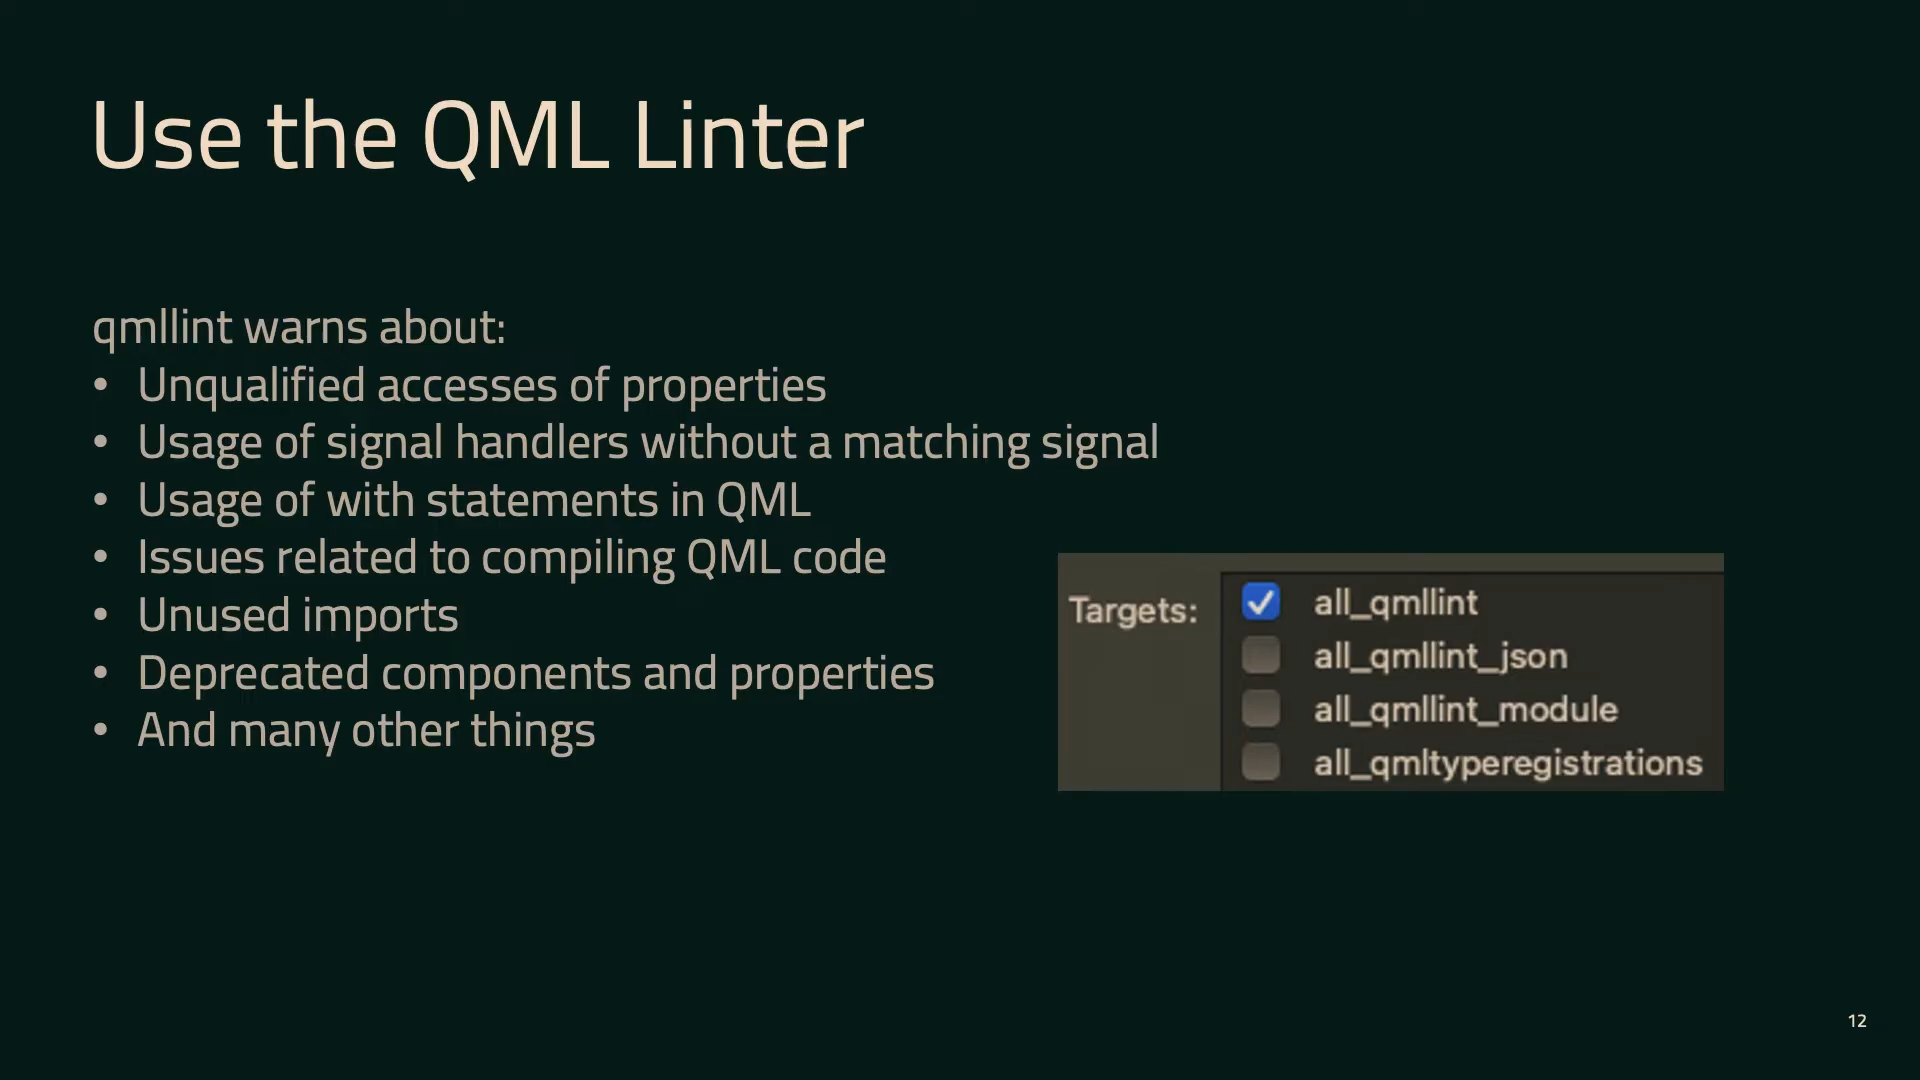 Use the QML Linter
qmllint warns about:
• Unqualified accesses of properties
• Usage of signal handlers without a matching signal
• Usage of with statements in QML
• Issues related to compiling QML code
• Unused imports
• Deprecated components and properties
• And many other things
Targets:
all_qmllint
all_qmllint_json
all_qmllint_module
all_qmltyperegistrations
12